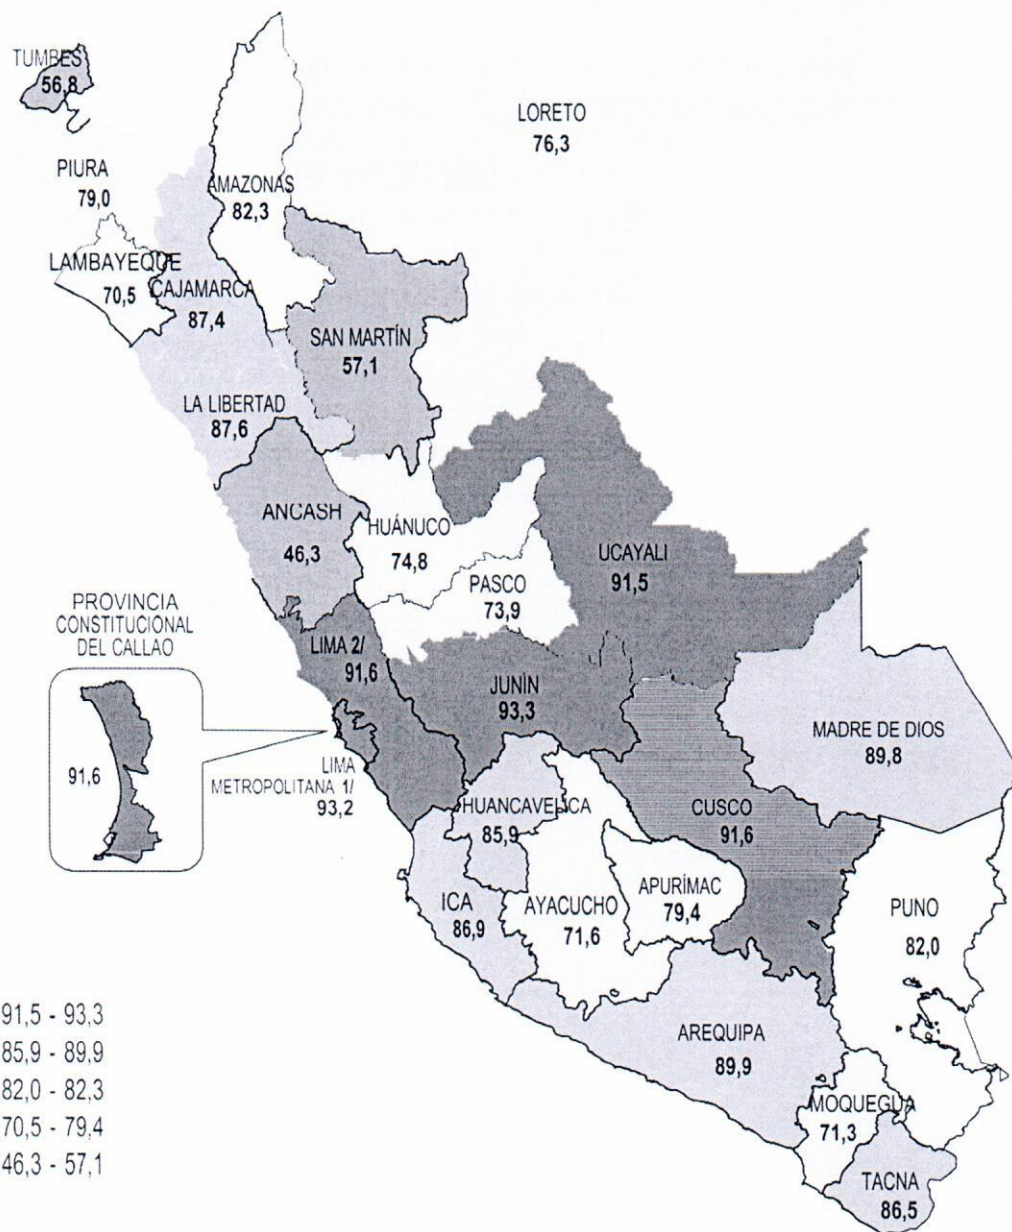 TUMBES
56,8
LORETO
76,3
PIURA
79,0
AMAZONAS
82,3
LAMBAYEQUE
70,5
CAJAMARCA
87,4
SAN MARTÍN
57,1
LA LIBERTAD
87,6
ANCASH
46,3
HUÁNUCO
74,8
UCAYALI
91,5
PASCO
73,9
PROVINCIA
CONSTITUCIONAL
DEL CALLAO
91,6
LIMA 2/
91,6
JUNÍN
93,3
MADRE DE DIOS
89,8
LIMA
METROPOLITANA 1/
93,2
HUANCAVELICA
85,9
CUSCO
91,6
ICA
86,9
AYACUCHO
71,6
APURÍMAC
79,4
PUNO
82,0
AREQUIPA
89,9
MOQUEGUA
71,3
TACNA
86,5
91,5 - 93,3
85,9 - 89,9
82,0 - 82,3
70,5 - 79,4
46,3 - 57,1